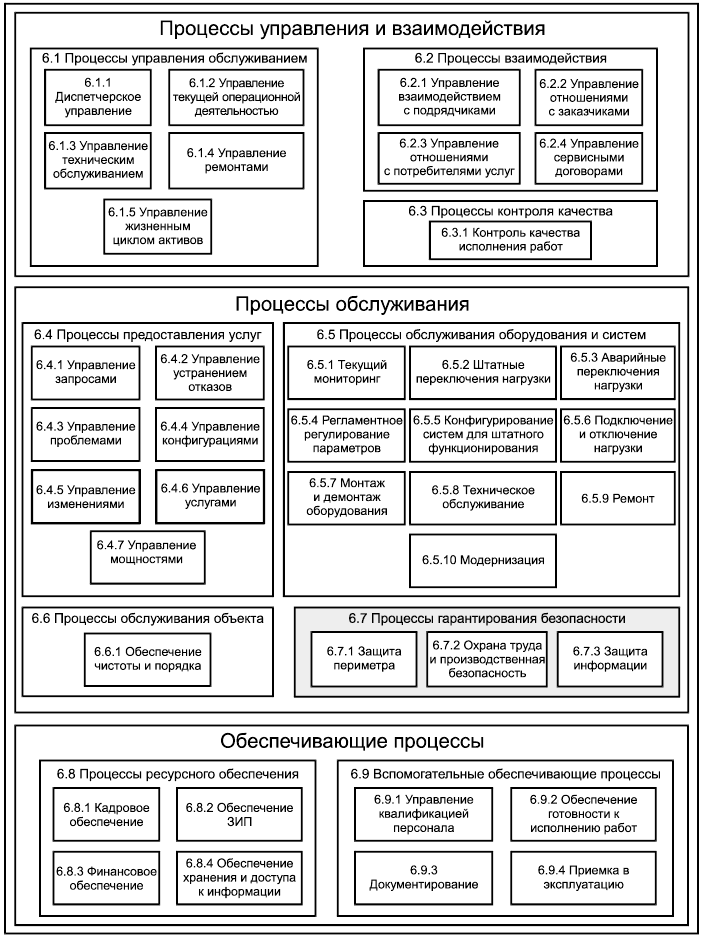 Процессы управления и взаимодействия
6.1 Процессы управления обслуживанием
6.1.1
Диспетчерское
управление
6.1.2 Управление
текущей операционной
деятельностью
6.1.3 Управление
техническим
обслуживанием
6.1.4 Управление
ремонтами
6.1.5 Управление
жизненным
циклом активов
6.2 Процессы взаимодействия
6.2.1 Управление
взаимодействием
с подрядчиками
6.2.2 Управление
отношениями
с заказчиками
6.2.3 Управление
отношениями
с потребителями услуг
6.2.4 Управление
сервисными
договорами
6.3 Процессы контроля качества
6.3.1 Контроль качества
исполнения работ
Процессы обслуживания
6.4 Процессы предоставления услуг
6.4.1 Управление
запросами
6.4.2 Управление
устранением
отказов
6.4.3 Управление
проблемами
6.4.4 Управление
конфигурациями
6.4.5 Управление
изменениями
6.4.6 Управление
услугами
6.4.7 Управление
мощностями
6.5 Процессы обслуживания оборудования и систем
6.5.1 Текущий
мониторинг
6.5.2 Штатные
переключения нагрузки
6.5.3 Аварийные
переключения
нагрузки
6.5.4 Регламентное
регулирование
параметров
6.5.5 Конфигурирование
систем для штатного
функционирования
6.5.6 Подключение
и отключение
нагрузки
6.5.7 Монтаж
и демонтаж
оборудования
6.5.8 Техническое
обслуживание
6.5.9 Ремонт
6.5.10 Модернизация
6.6 Процессы обслуживания объекта
6.6.1 Обеспечение
чистоты и порядка
6.7 Процессы гарантирования безопасности
6.7.1 Защита
периметра
6.7.2 Охрана труда
и производственная
безопасность
6.7.3 Защита
информации
Обеспечивающие процессы
6.8 Процессы ресурсного обеспечения
6.8.1 Кадровое
обеспечение
6.8.2 Обеспечение
ЗИП
6.8.3 Финансовое
обеспечение
6.8.4 Обеспечение
хранения и доступа
к информации
6.9 Вспомогательные обеспечивающие процессы
6.9.1 Управление
квалификацией
персонала
6.9.2 Обеспечение
готовности к
исполнению работ
6.9.3
Документирование
6.9.4 Приемка в
эксплуатацию